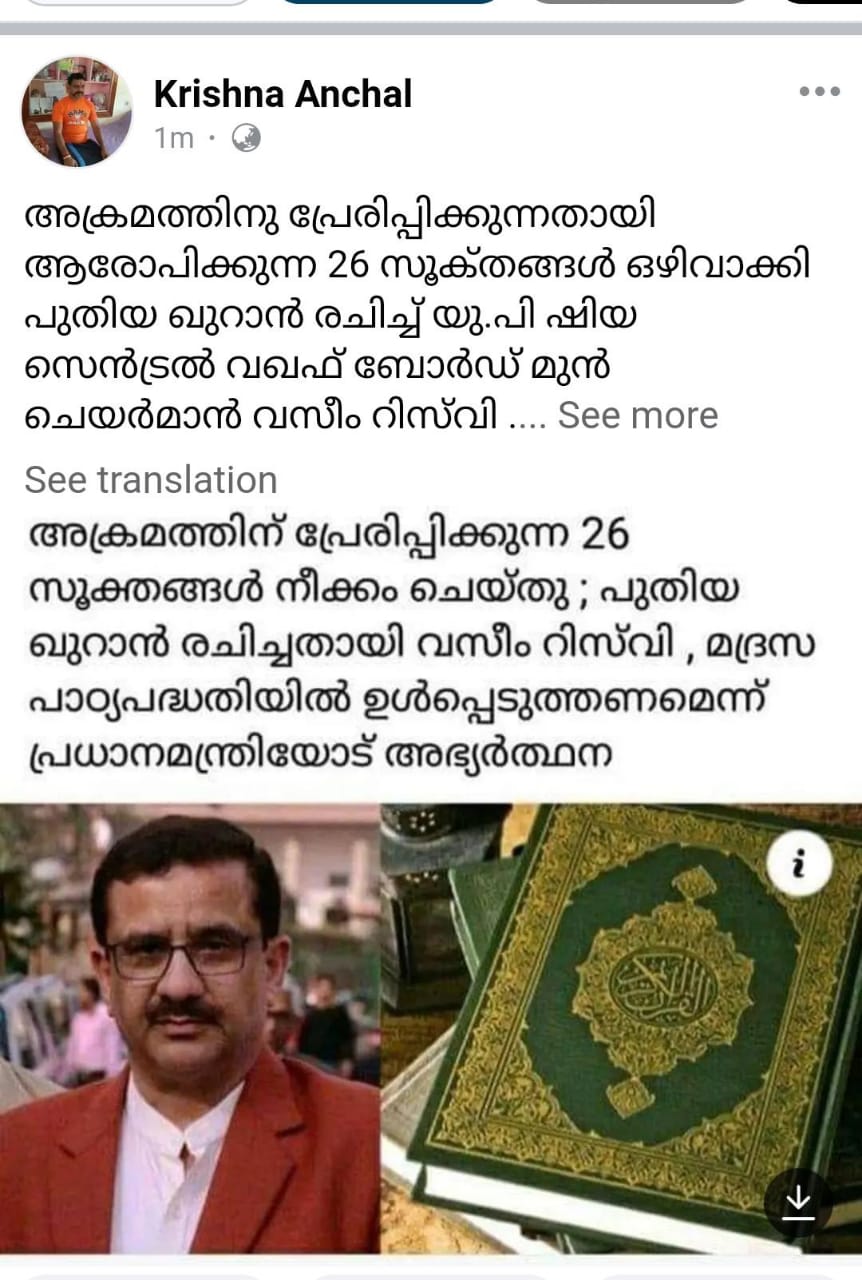 Krishna Anchal
1m ·
അക്രമത്തിനു പ്രേരിപ്പിക്കുന്നതായി
ആരോപിക്കുന്ന 26 സൂക്തങ്ങൾ ഒഴിവാക്കി
പുതിയ ഖുറാൻ രചിച്ച് യു.പി ഷിയ
സെൻട്രൽ വഖഫ് ബോർഡ് മുൻ
ചെയർമാൻ വസീം റിസ്‌വി .... See more
See translation
അക്രമത്തിന് പ്രേരിപ്പിക്കുന്ന 26
സൂക്തങ്ങൾ നീക്കം ചെയ്തു ; പുതിയ
ഖുറാൻ രചിച്ചതായി വസീം റിസ്‌വി , മദ്രസ
പാഠ്യപദ്ധതിയിൽ ഉൾപ്പെടുത്തണമെന്ന്
പ്രധാനമന്ത്രിയോട് അഭ്യർത്ഥന